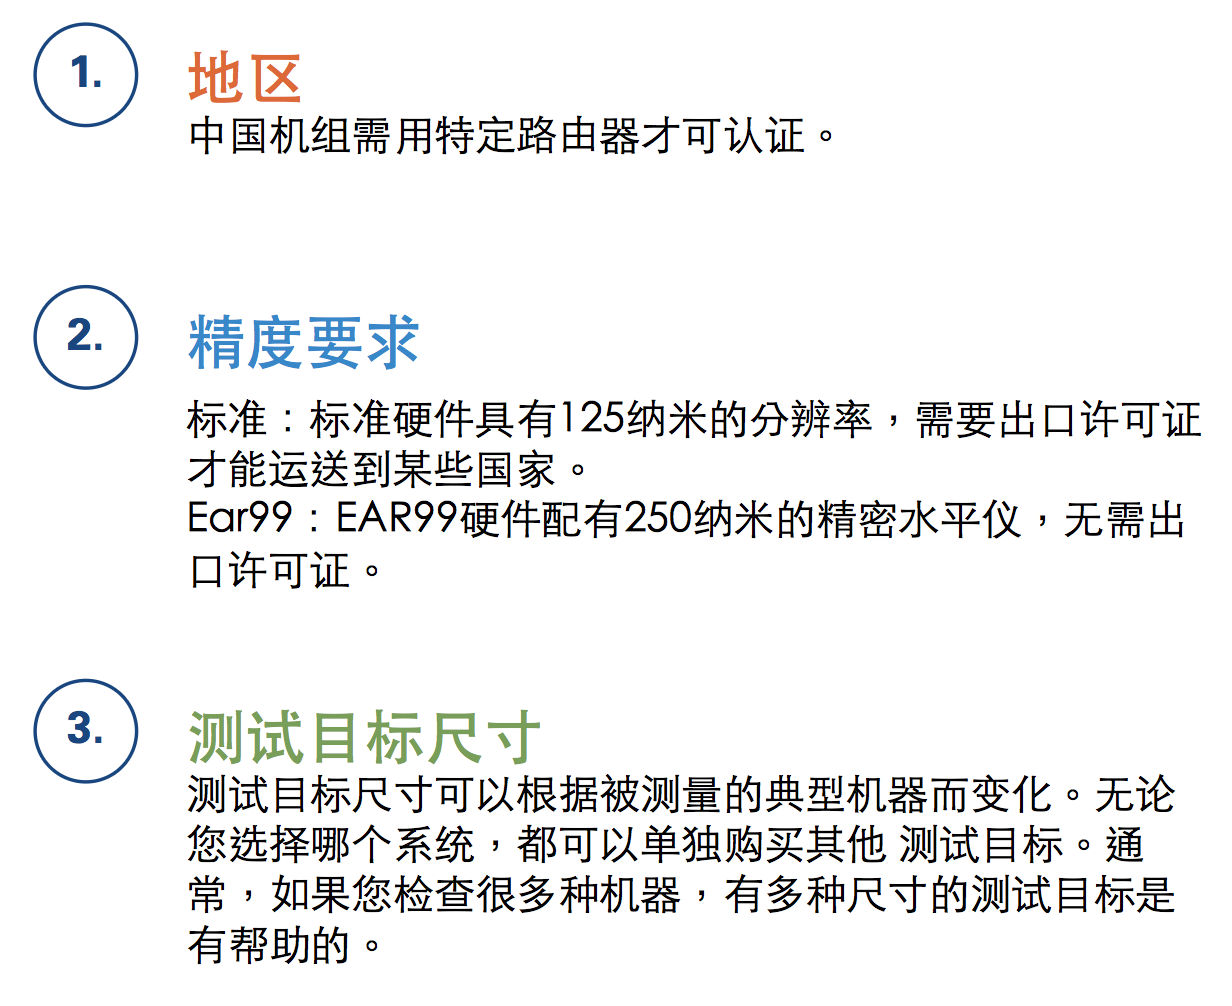 1.
地区
中国机组需用特定路由器才可认证。
2.
精度要求
标准：标准硬件具有125纳米的分辨率，需要出口许可证
才能运送到某些国家。
Ear99：EAR99硬件配有250纳米的精密水平仪，无需出
口许可证。
3.
测试目标尺寸
测试目标尺寸可以根据被测量的典型机器而变化。无论
您选择哪个系统，都可以单独购买其他 测试目标。通
常，如果您检查很多种机器，有多种尺寸的测试目标是
有帮助的。